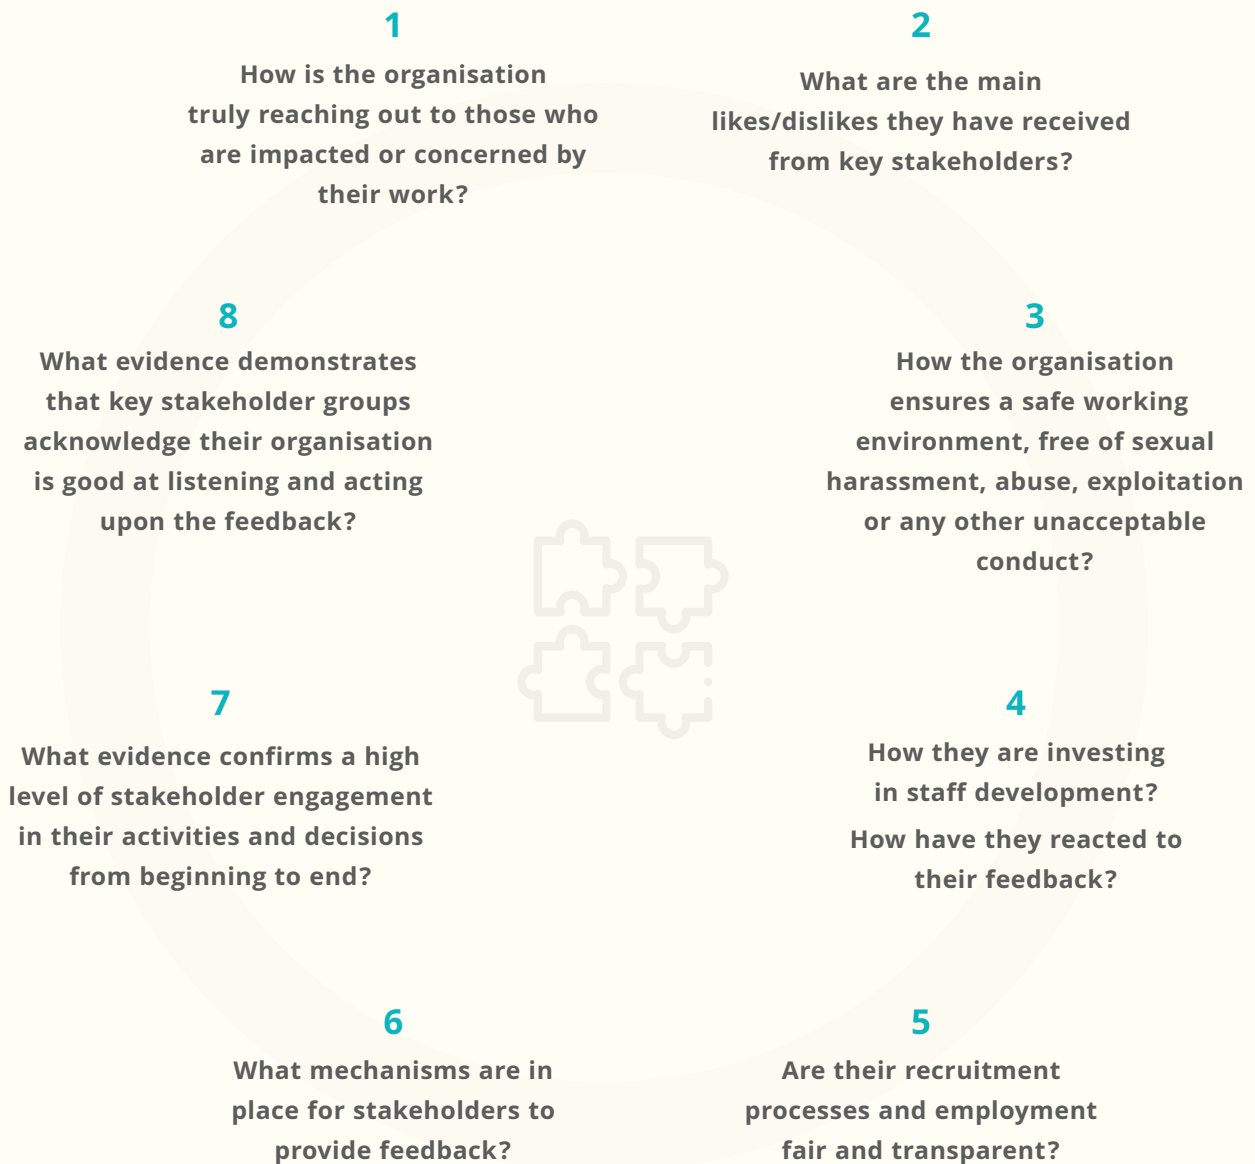 1
How is the organisation
truly reaching out to those who
are impacted or concerned by
their work?
2
What are the main
likes/dislikes they have received
from key stakeholders?
3
How the organisation
ensures a safe working
environment, free of sexual
harassment, abuse, exploitation
or any other unacceptable
conduct?
4
How they are investing
in staff development?
How have they reacted to
their feedback?
5
Are their recruitment
processes and employment
fair and transparent?
6
What mechanisms are in
place for stakeholders to
provide feedback?
7
What evidence confirms a high
level of stakeholder engagement
in their activities and decisions
from beginning to end?
8
What evidence demonstrates
that key stakeholder groups
acknowledge their organisation
is good at listening and acting
upon the feedback?